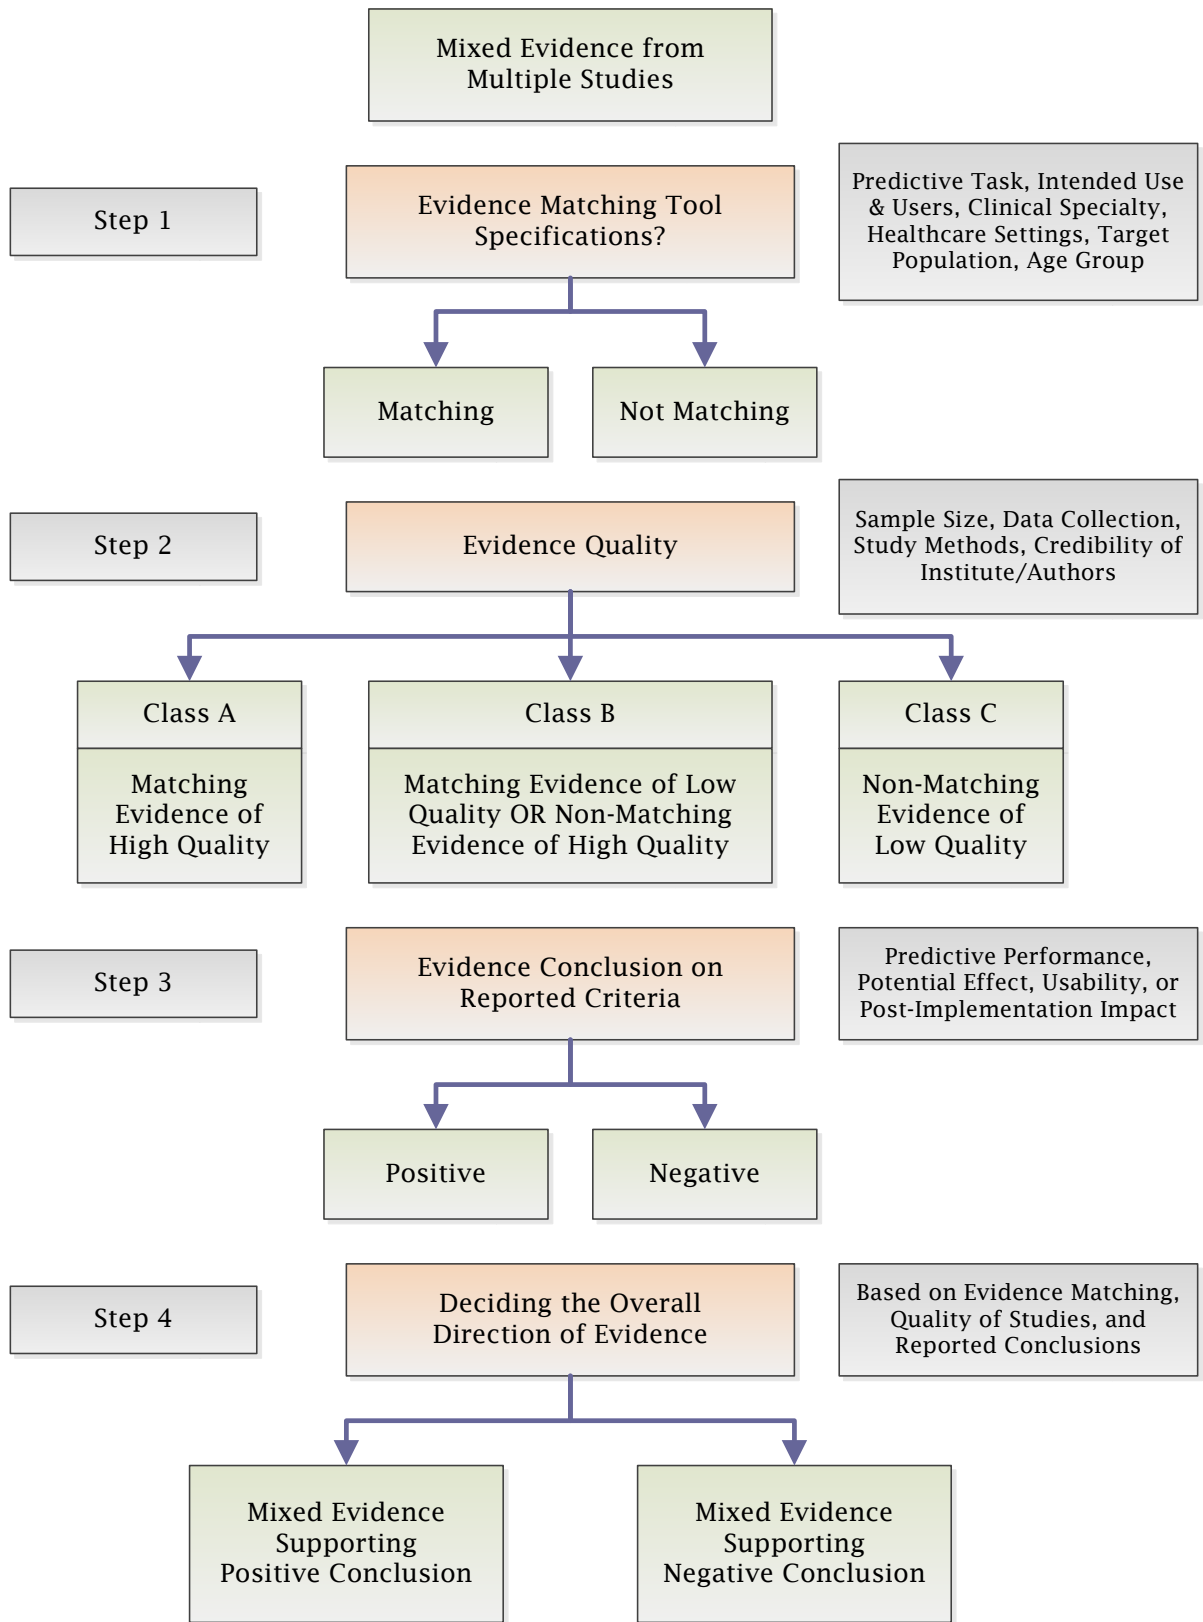 Mixed Evidence from
Multiple Studies
Step 1
Evidence Matching Tool
Specifications?
Predictive Task, Intended Use
& Users, Clinical Specialty,
Healthcare Settings, Target
Population, Age Group
Matching
Not Matching
Step 2
Evidence Quality
Sample Size, Data Collection,
Study Methods, Credibility of
Institute/Authors
Class A
Matching
Evidence of
High Quality
Class B
Matching Evidence of Low
Quality OR Non-Matching
Evidence of High Quality
Class C
Non-Matching
Evidence of
Low Quality
Step 3
Evidence Conclusion on
Reported Criteria
Predictive Performance,
Potential Effect, Usability, or
Post-Implementation Impact
Positive
Negative
Step 4
Deciding the Overall
Direction of Evidence
Based on Evidence Matching,
Quality of Studies, and
Reported Conclusions
Mixed Evidence
Supporting
Positive Conclusion
Mixed Evidence
Supporting
Negative Conclusion